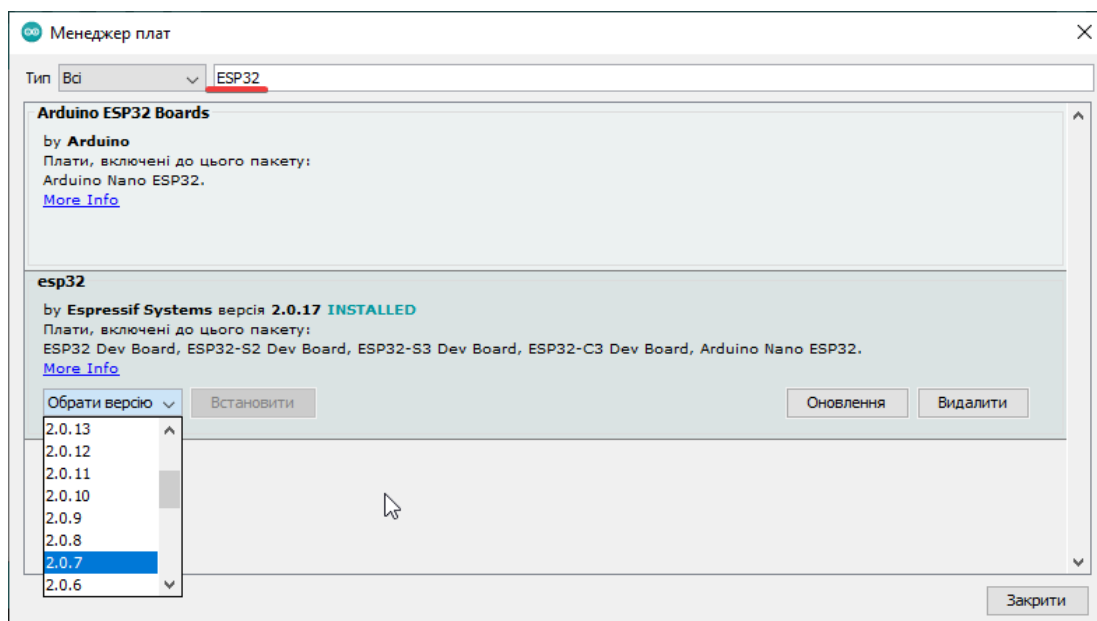 Менеджер плат
Тип Всі ESP32
Arduino ESP32 Boards
by Arduino
Плати, включені до цього пакету:
Arduino Nano ESP32.
More Info
esp32
by Espressif Systems версія 2.0.17 INSTALLED
Плати, включені до цього пакету:
ESP32 Dev Board, ESP32-S2 Dev Board, ESP32-S3 Dev Board, ESP32-C3 Dev Board, Arduino Nano ESP32.
More Info
Обрати версію Встановити Оновлення Видалити
2.0.13
2.0.12
2.0.11
2.0.10
2.0.9
2.0.8
2.0.7
2.0.6
Закрити